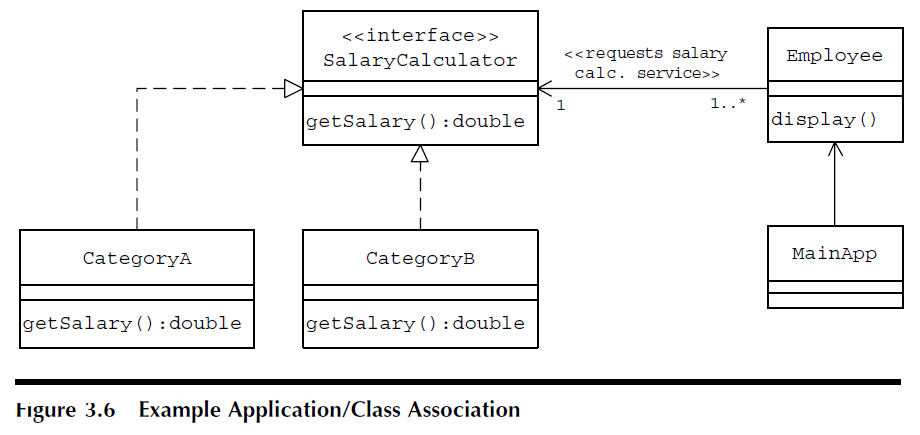 <<interface>>
SalaryCalculator
getSalary():double
<<requests salary
calc. service>>
1
1..*
Employee
display()
CategoryA
getSalary():double
CategoryB
getSalary():double
MainApp
Figure 3.6 Example Application/Class Association